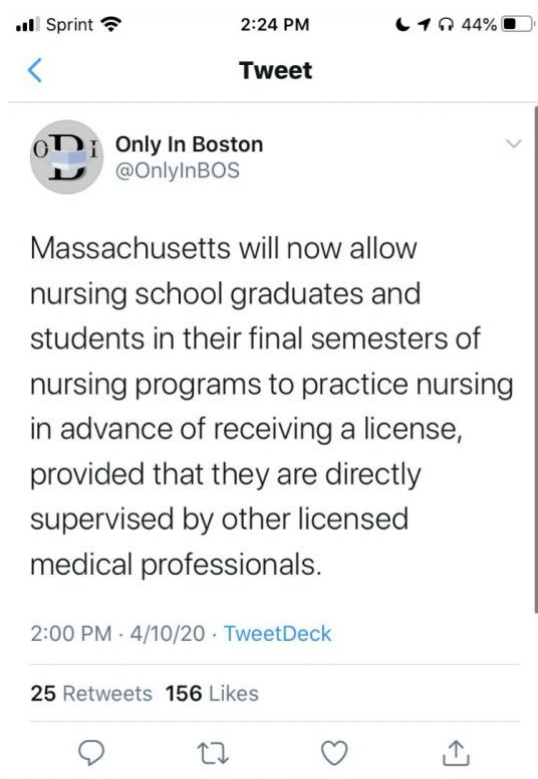 Sprint 2:24 PM 44%
Tweet
ODI
B
Only In Boston
@OnlyInBOS
Massachusetts will now allow
nursing school graduates and
students in their final semesters of
nursing programs to practice nursing
in advance of receiving a license,
provided that they are directly
supervised by other licensed
medical professionals.
2:00 PM · 4/10/20 · TweetDeck
25 Retweets 156 Likes